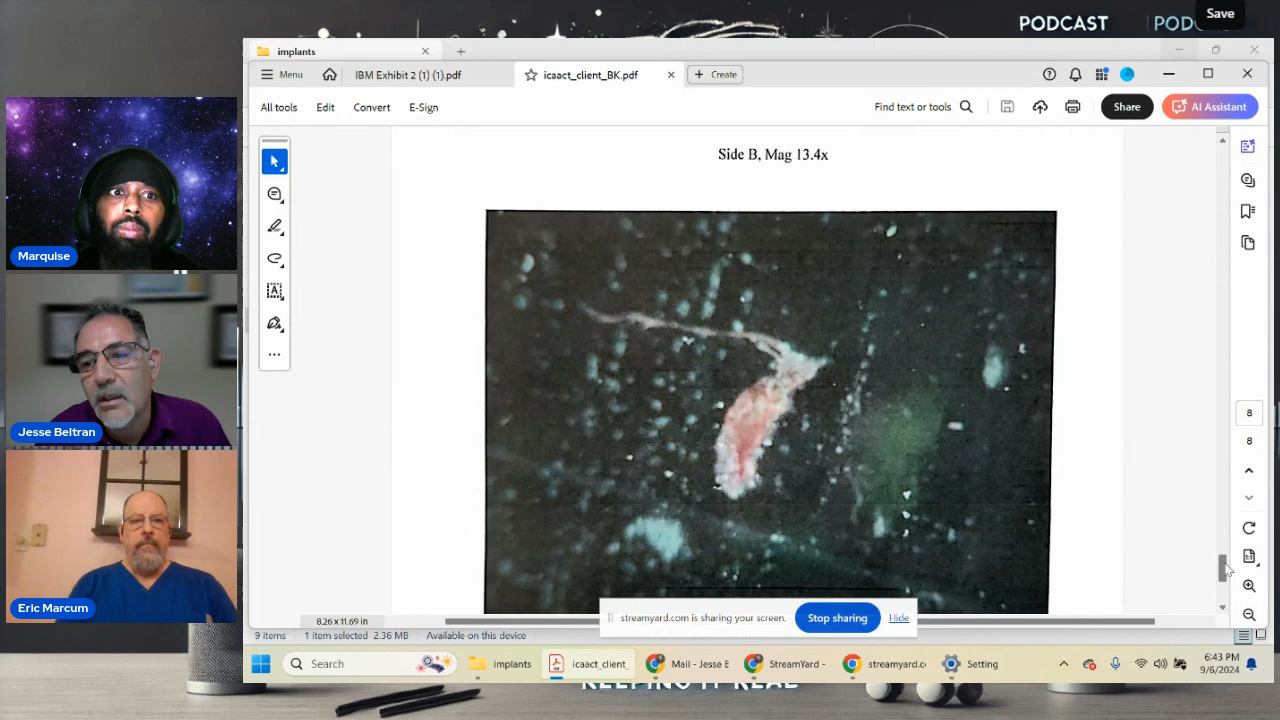 PODCAST
PODC
Save
implants
Menu
IBM Exhibit 2 (1) (1).pdf
icaact_client_BK.pdf
Create
All tools
Edit
Convert
E-Sign
Find text or tools
Share
AI Assistant
Side B, Mag 13.4x
Marquise
Jesse Beltran
Eric Marcum
8
8
8.26 x 11.69 in
streamyard.com is sharing your screen.
Stop sharing
Hide
9 items
1 item selected 2.36 MB
Available on this device
Search
implants
icaact_client_
Mail - Jesse B
StreamYard -
streamyard.co
Setting
6:43 PM
9/6/2024
KEEPING IT REAL